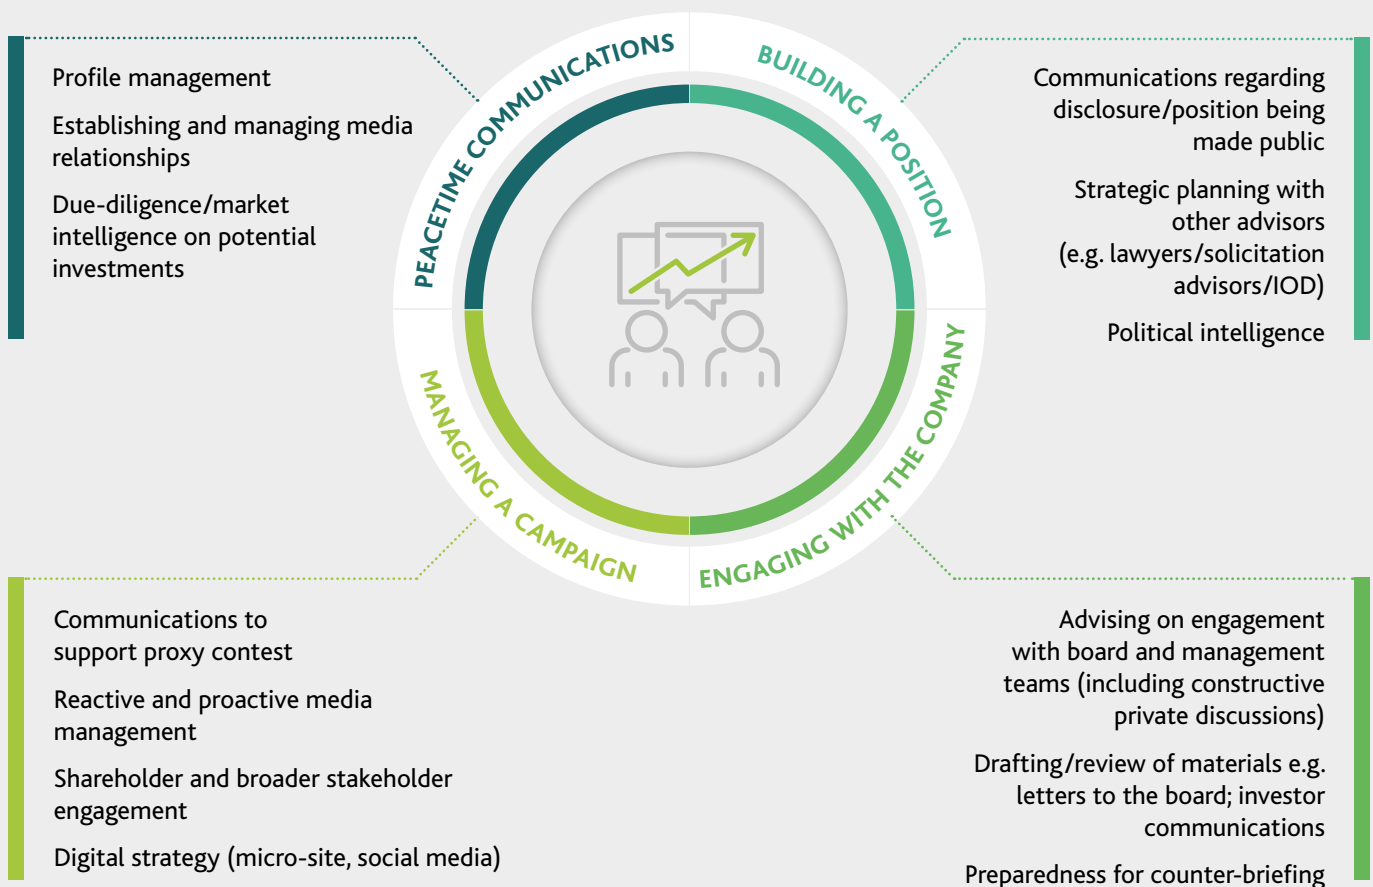 PEACETIME COMMUNICATIONS
Profile management
Establishing and managing media
relationships
Due-diligence/market
intelligence on potential
investments
BUILDING A POSITION
Communications regarding
disclosure/position being
made public
Strategic planning with
other advisors
(e.g. lawyers/solicitation
advisors/IOD)
Political intelligence
MANAGING A CAMPAIGN
Communications to
support proxy contest
Reactive and proactive media
management
Shareholder and broader stakeholder
engagement
Digital strategy (micro-site, social media)
ENGAGING WITH THE COMPANY
Advising on engagement
with board and management
teams (including constructive
private discussions)
Drafting/review of materials e.g.
letters to the board; investor
communications
Preparedness for counter-briefing